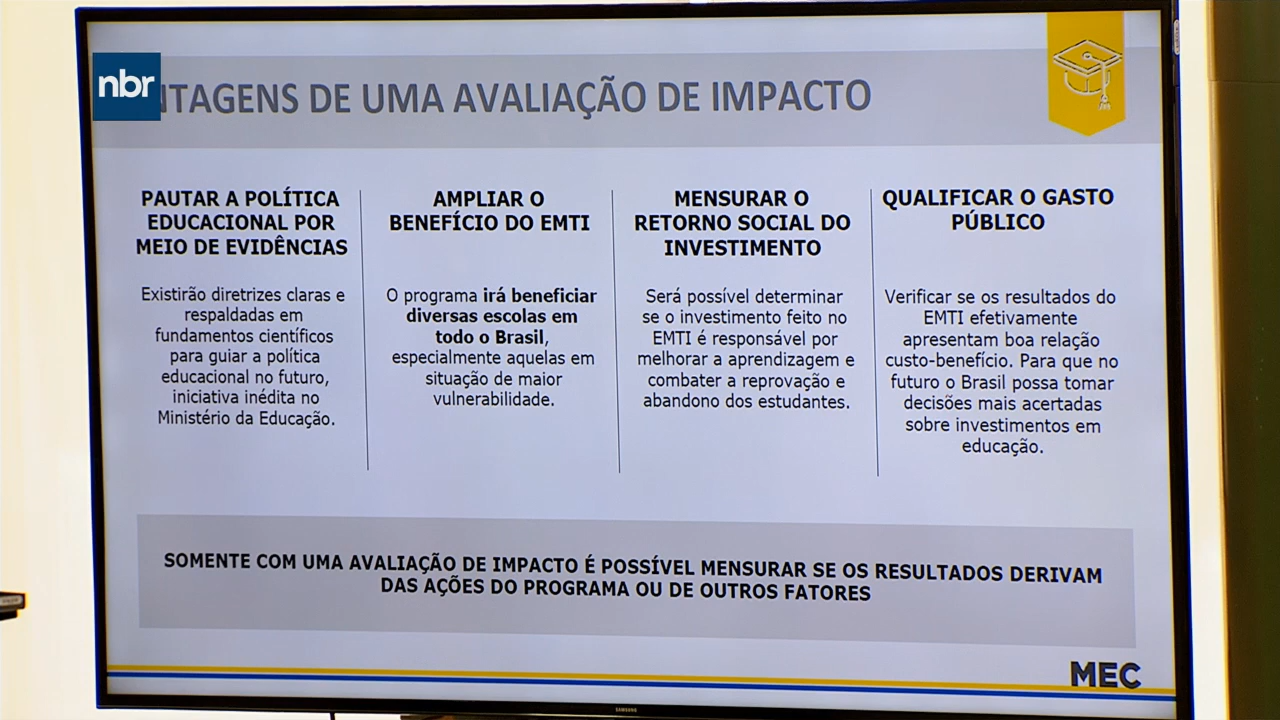 nbr
NTAGENS DE UMA AVALIAÇÃO DE IMPACTO
PAUTAR A POLÍTICA
EDUCACIONAL POR
MEIO DE EVIDÊNCIAS
Existirão diretrizes claras e
respaldadas em
fundamentos científicos
para guiar a política
educacional no futuro,
iniciativa inédita no
Ministério da Educação.
AMPLIAR O
BENEFÍCIO DO EMTI
O programa irá beneficiar
diversas escolas em
todo o Brasil,
especialmente aquelas em
situação de maior
vulnerabilidade.
MENSURAR O
RETORNO SOCIAL DO
INVESTIMENTO
Será possível determinar
se o investimento feito no
EMTI é responsável por
melhorar a aprendizagem e
combater a reprovação e
abandono dos estudantes.
QUALIFICAR O GASTO
PÚBLICO
Verificar se os resultados do
EMTI efetivamente
apresentam boa relação
custo-benefício. Para que no
futuro o Brasil possa tomar
decisões mais acertadas
sobre investimentos em
educação.
SOMENTE COM UMA AVALIAÇÃO DE IMPACTO É POSSÍVEL MENSURAR SE OS RESULTADOS DERIVAM
DAS AÇÕES DO PROGRAMA OU DE OUTROS FATORES
MEC
SAMSUNG